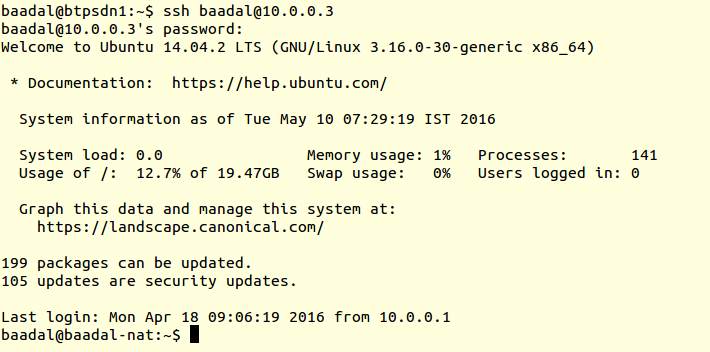 baadal@btpsdn1:~$ ssh baadal@10.0.0.3
baadal@10.0.0.3's password:
Welcome to Ubuntu 14.04.2 LTS (GNU/Linux 3.16.0-30-generic x86_64)
* Documentation:  https://help.ubuntu.com/
System information as of Tue May 10 07:29:19 IST 2016
System load: 0.0                Memory usage: 1%   Processes:       141
Usage of /:  12.7% of 19.47GB   Swap usage:   0%   Users logged in: 0
Graph this data and manage this system at:
https://landscape.canonical.com/
199 packages can be updated.
105 updates are security updates.
Last login: Mon Apr 18 09:06:19 2016 from 10.0.0.1
baadal@baadal-nat:~$